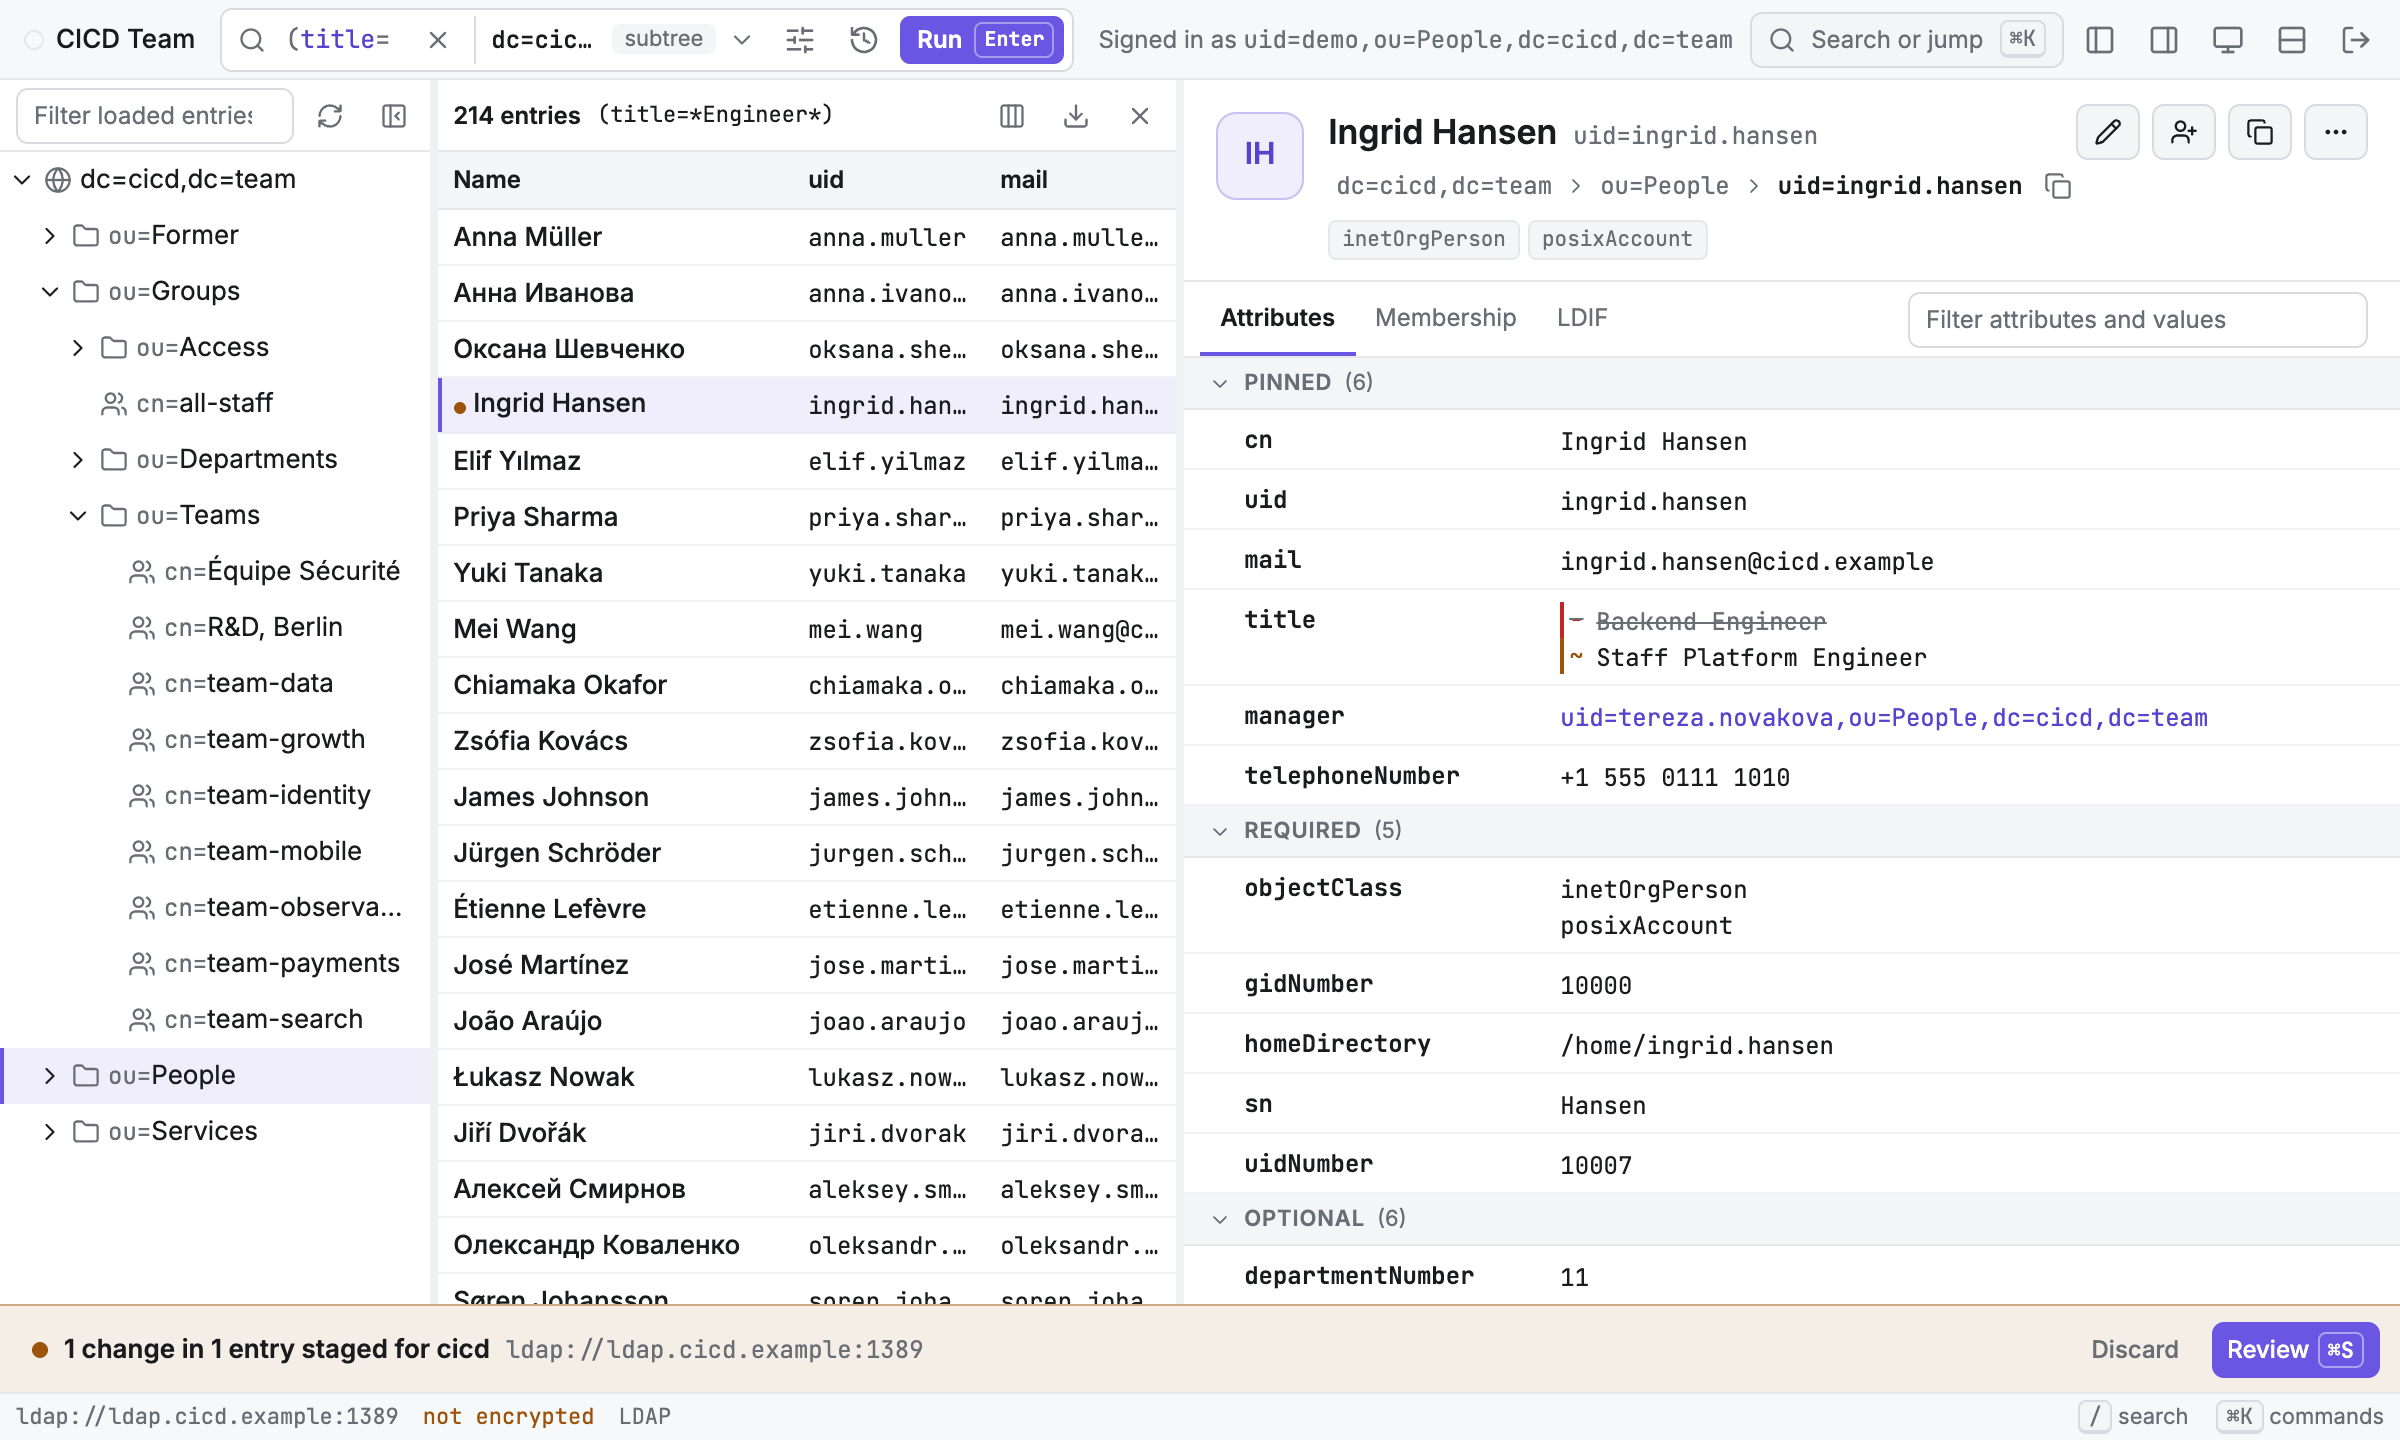 CICD Team
(title=
dc=cic…
subtree
Run Enter
Signed in as uid=demo,ou=People,dc=cicd,dc=team
Search or jump ⌘K
Filter loaded entries
dc=cicd,dc=team
ou=Former
ou=Groups
ou=Access
cn=all-staff
ou=Departments
ou=Teams
cn=Équipe Sécurité
cn=R&D, Berlin
cn=team-data
cn=team-growth
cn=team-identity
cn=team-mobile
cn=team-observa…
cn=team-payments
cn=team-search
ou=People
ou=Services
214 entries (title=*Engineer*)
Name uid mail
Anna Müller anna.muller anna.mulle…
Анна Иванова anna.ivano… anna.ivano…
Оксана Шевченко oksana.she… oksana.she…
Ingrid Hansen ingrid.han… ingrid.han…
Elif Yılmaz elif.yilmaz elif.yilma…
Priya Sharma priya.shar… priya.shar…
Yuki Tanaka yuki.tanaka yuki.tanak…
Mei Wang mei.wang mei.wang@c…
Chiamaka Okafor chiamaka.o… chiamaka.o…
Zsófia Kovács zsofia.kov… zsofia.kov…
James Johnson james.john… james.john…
Jürgen Schröder jurgen.sch… jurgen.sch…
Étienne Lefèvre etienne.le… etienne.le…
José Martínez jose.marti… jose.marti…
João Araújo joao.araujo joao.arauj…
Łukasz Nowak lukasz.now… lukasz.now…
Jiří Dvořák jiri.dvorak jiri.dvora…
Алексей Смирнов aleksey.sm… aleksey.sm…
Олександр Коваленко oleksandr.… oleksandr.…
Søren Johansson soren.joha soren.joha
IH
Ingrid Hansen uid=ingrid.hansen
dc=cicd,dc=team > ou=People > uid=ingrid.hansen
inetOrgPerson posixAccount
Attributes Membership LDIF
Filter attributes and values
PINNED (6)
cn Ingrid Hansen
uid ingrid.hansen
mail ingrid.hansen@cicd.example
title − Backend Engineer
~ Staff Platform Engineer
manager uid=tereza.novakova,ou=People,dc=cicd,dc=team
telephoneNumber +1 555 0111 1010
REQUIRED (5)
objectClass inetOrgPerson
posixAccount
gidNumber 10000
homeDirectory /home/ingrid.hansen
sn Hansen
uidNumber 10007
OPTIONAL (6)
departmentNumber 11
1 change in 1 entry staged for cicd ldap://ldap.cicd.example:1389
Discard
Review ⌘S
ldap://ldap.cicd.example:1389 not encrypted LDAP
/ search ⌘K commands